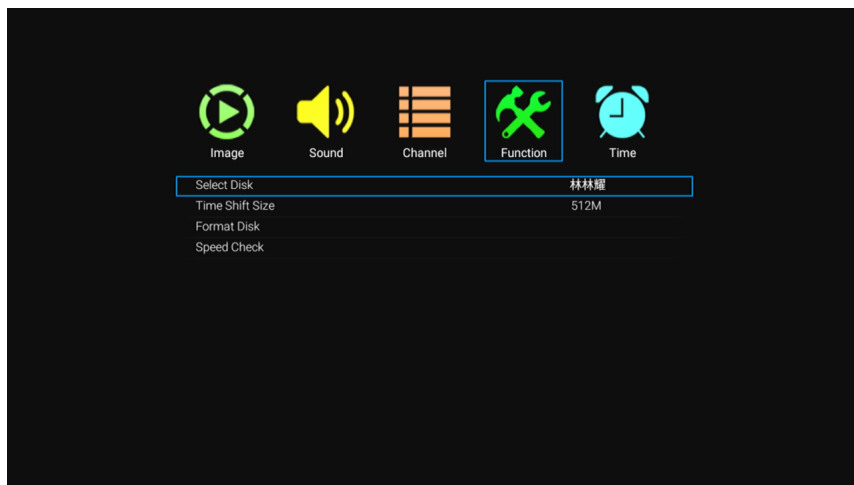 Image Sound Channel Function Time
Select Disk 林林耀
Time Shift Size 512M
Format Disk
Speed Check